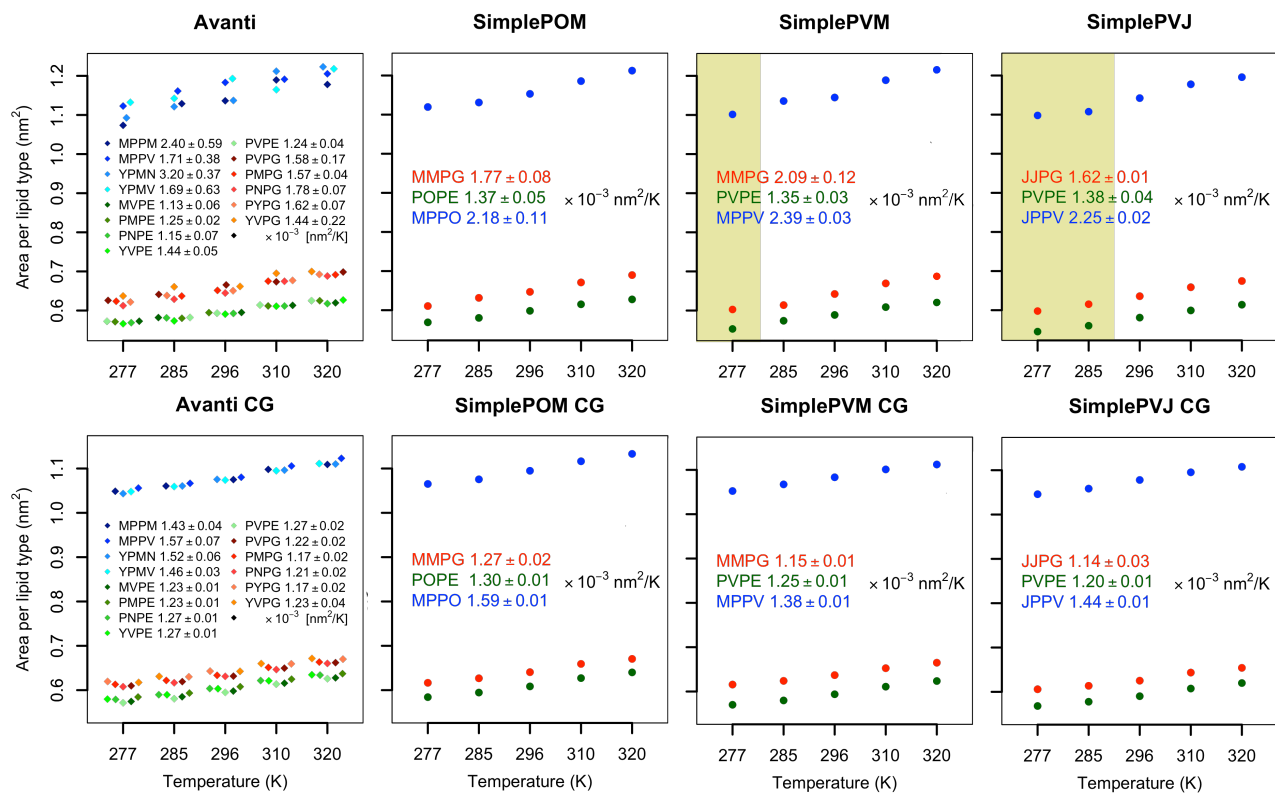 Avanti
SimplePOM
SimplePVM
SimplePVJ
Area per lipid type (nm²)
1.2
1.1
1.0
0.9
0.8
0.7
0.6
MPPM 2.40 ± 0.59
MPPV 1.71 ± 0.38
YPMN 3.20 ± 0.37
YPMV 1.69 ± 0.63
MVPE 1.13 ± 0.06
PMPE 1.25 ± 0.02
PNPE 1.15 ± 0.07
YVPE 1.44 ± 0.05
PVPE 1.24 ± 0.04
PVPG 1.58 ± 0.17
PMPG 1.57 ± 0.04
PNPG 1.78 ± 0.07
PYPG 1.62 ± 0.07
YVPG 1.44 ± 0.22
× 10⁻³ [nm²/K]
277 285 296 310 320
MMPG 1.77 ± 0.08
POPE 1.37 ± 0.05
MPPO 2.18 ± 0.11
× 10⁻³ nm²/K
277 285 296 310 320
MMPG 2.09 ± 0.12
PVPE 1.35 ± 0.03
MPPV 2.39 ± 0.03
× 10⁻³ nm²/K
277 285 296 310 320
JJPG 1.62 ± 0.01
PVPE 1.38 ± 0.04
JPPV 2.25 ± 0.02
× 10⁻³ nm²/K
277 285 296 310 320
Avanti CG
SimplePOM CG
SimplePVM CG
SimplePVJ CG
Area per lipid type (nm²)
1.1
1.0
0.9
0.8
0.7
0.6
MPPM 1.43 ± 0.04
MPPV 1.57 ± 0.07
YPMN 1.52 ± 0.06
YPMV 1.46 ± 0.03
MVPE 1.23 ± 0.01
PMPE 1.23 ± 0.01
PNPE 1.27 ± 0.01
YVPE 1.27 ± 0.01
PVPE 1.27 ± 0.02
PVPG 1.22 ± 0.02
PMPG 1.17 ± 0.02
PNPG 1.21 ± 0.02
PYPG 1.17 ± 0.02
YVPG 1.23 ± 0.04
× 10⁻³ [nm²/K]
277 285 296 310 320
Temperature (K)
MMPG 1.27 ± 0.02
POPE 1.30 ± 0.01
MPPO 1.59 ± 0.01
× 10⁻³ nm²/K
277 285 296 310 320
Temperature (K)
MMPG 1.15 ± 0.01
PVPE 1.25 ± 0.01
MPPV 1.38 ± 0.01
× 10⁻³ nm²/K
277 285 296 310 320
Temperature (K)
JJPG 1.14 ± 0.03
PVPE 1.20 ± 0.01
JPPV 1.44 ± 0.01
× 10⁻³ nm²/K
277 285 296 310 320
Temperature (K)